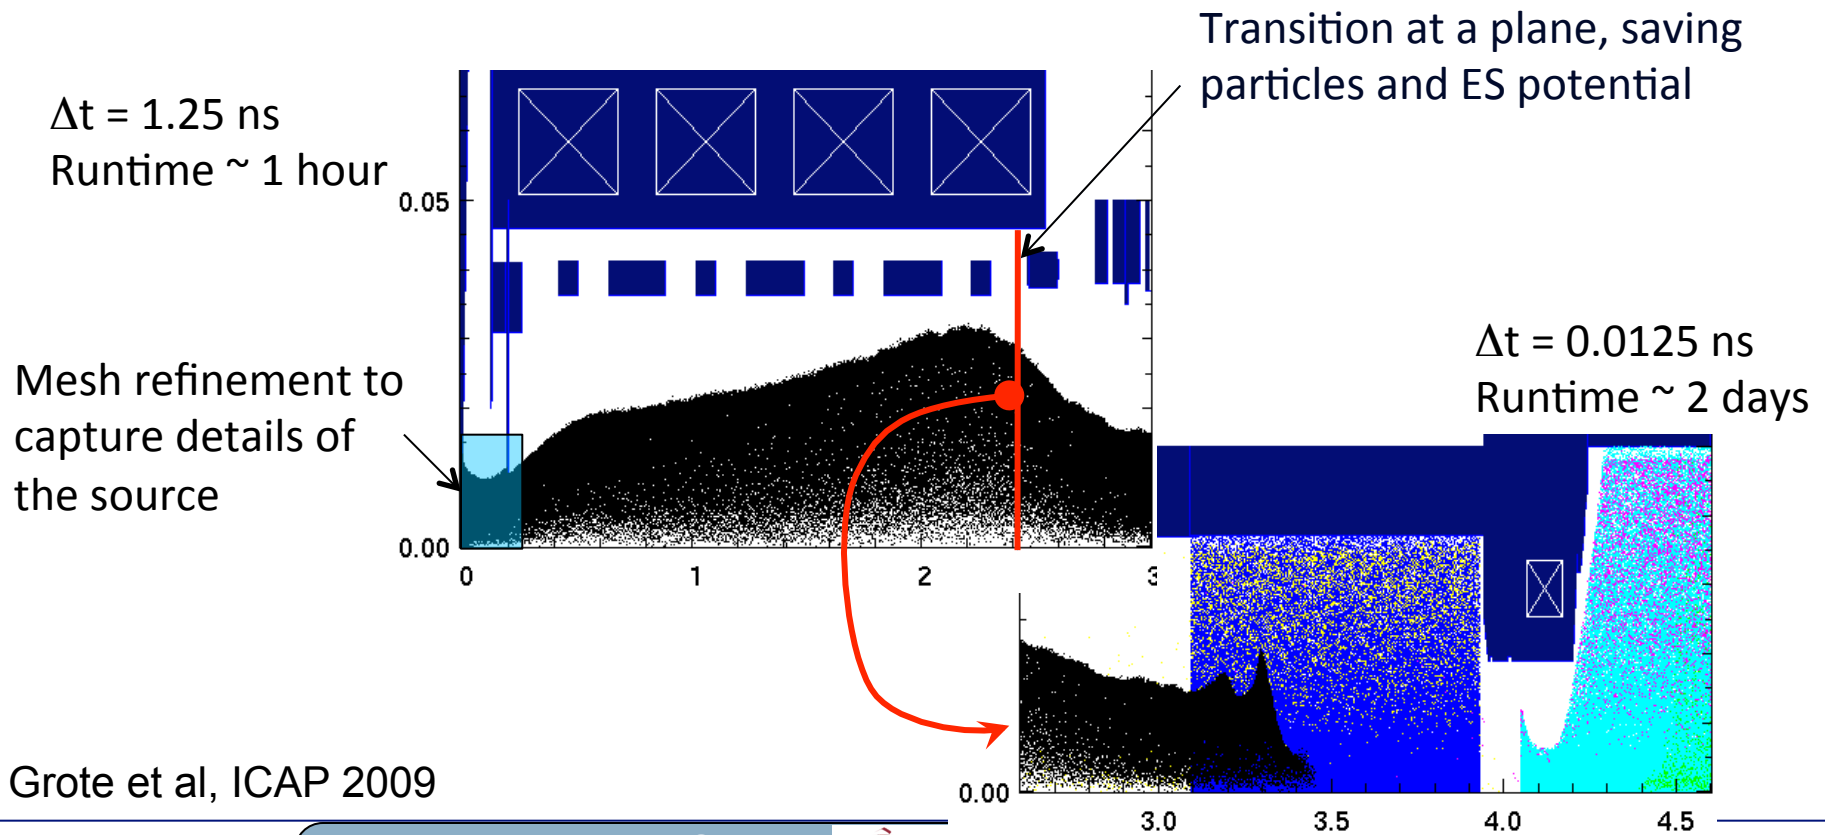 Transition at a plane, saving
particles and ES potential
Δt = 1.25 ns
Runtime ~ 1 hour
0.05
Mesh refinement to
capture details of
the source
0.00
0 1 2 3
Δt = 0.0125 ns
Runtime ~ 2 days
0.00
3.0 3.5 4.0 4.5
Grote et al, ICAP 2009